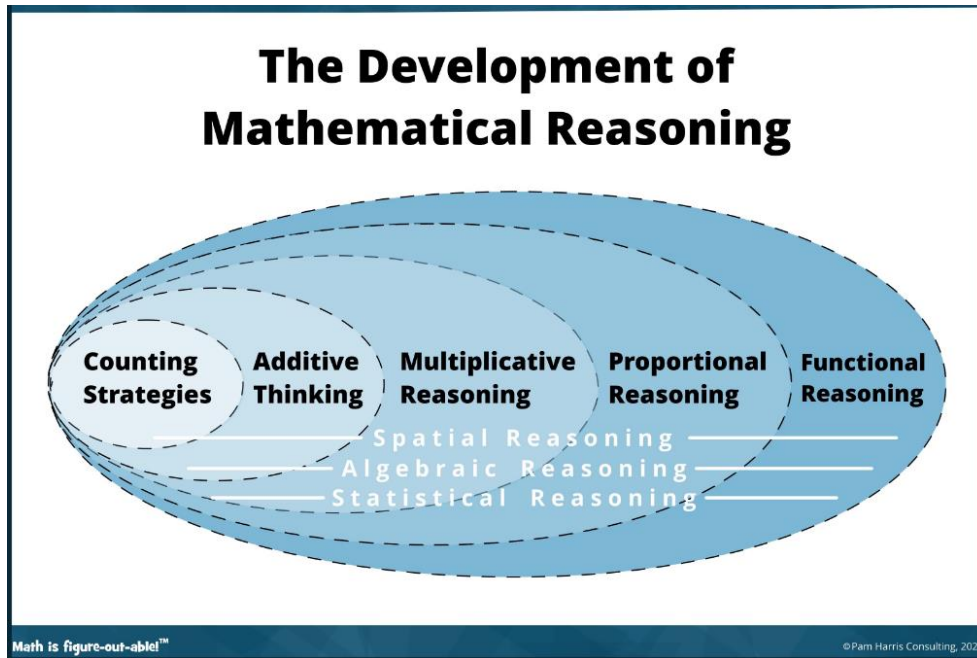 The Development of
Mathematical Reasoning
Counting
Strategies
Additive
Thinking
Multiplicative
Reasoning
Proportional
Reasoning
Functional
Reasoning
Spatial Reasoning
Algebraic Reasoning
Statistical Reasoning
Math is figure-out-able!™
©Pam Harris Consulting, 202